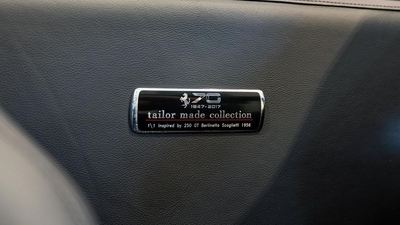 70
1947-2017
tailor made collection
1\1 inspired by 250 GT Berlinetta Scaglietti 1956